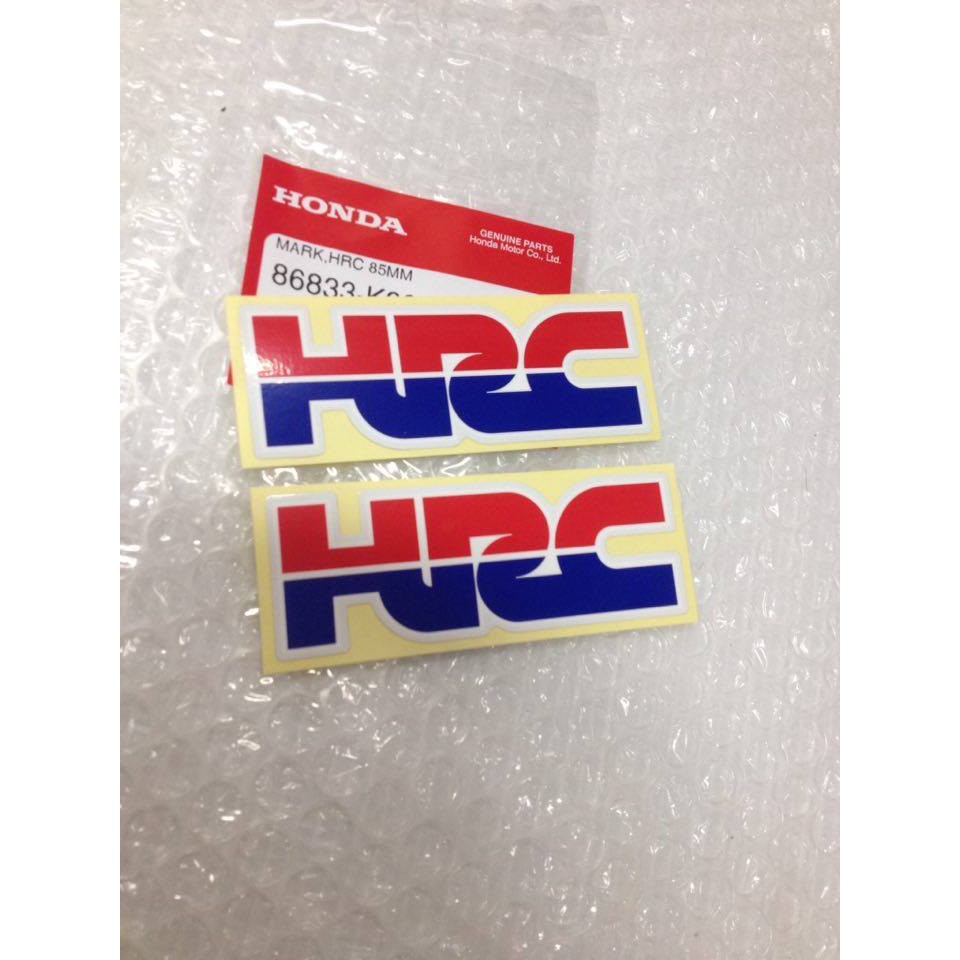 HONDA
GENUINE PARTS
Honda Motor Co., Ltd.
MARK,HRC 85MM
HRC
HRC